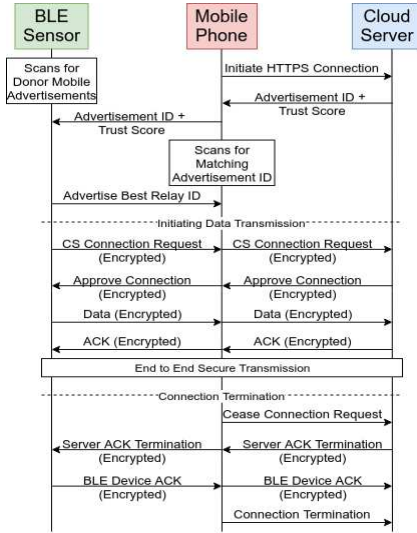 BLE
Sensor
Mobile
Phone
Cloud
Server
Scans for
Donor Mobile
Advertisements
Initiate HTTPS Connection
Advertisement ID +
Trust Score
Advertisement ID +
Trust Score
Scans for
Matching
Advertisement ID
Advertise Best Relay ID
Initiating Data Transmission
CS Connection Request
(Encrypted)
CS Connection Request
(Encrypted)
Approve Connection
(Encrypted)
Approve Connection
(Encrypted)
Data (Encrypted)
Data (Encrypted)
ACK (Encrypted)
ACK (Encrypted)
End to End Secure Transmission
Connection Termination
Cease Connection Request
Server ACK Termination
(Encrypted)
Server ACK Termination
(Encrypted)
BLE Device ACK
(Encrypted)
BLE Device ACK
(Encrypted)
Connection Termination